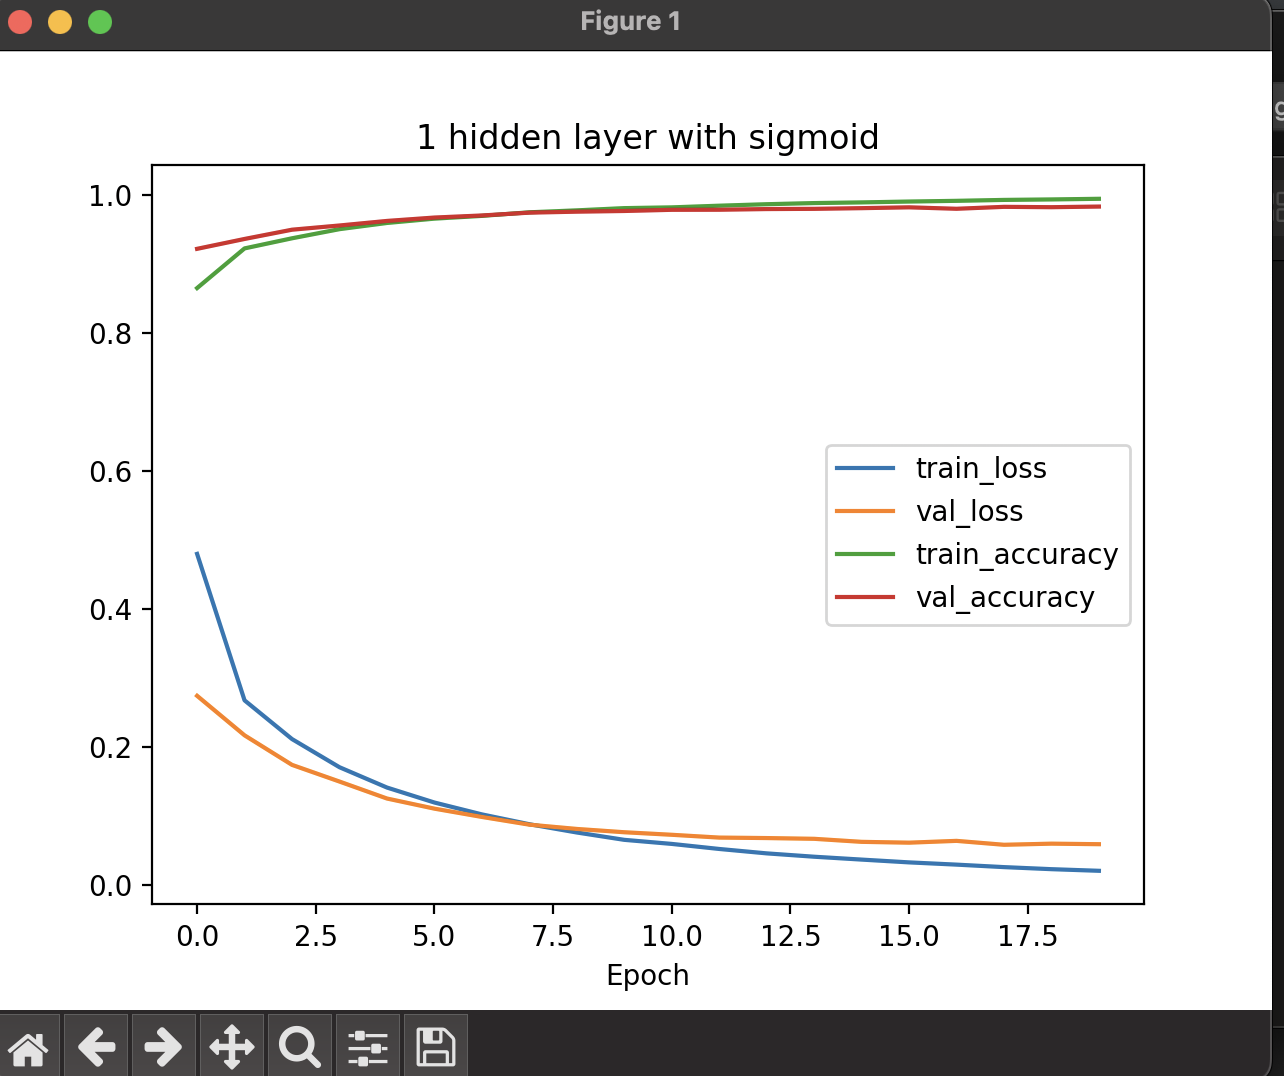 Figure 1
1 hidden layer with sigmoid
1.0
0.8
0.6
0.4
0.2
0.0
train_loss
val_loss
train_accuracy
val_accuracy
0.0 2.5 5.0 7.5 10.0 12.5 15.0 17.5
Epoch